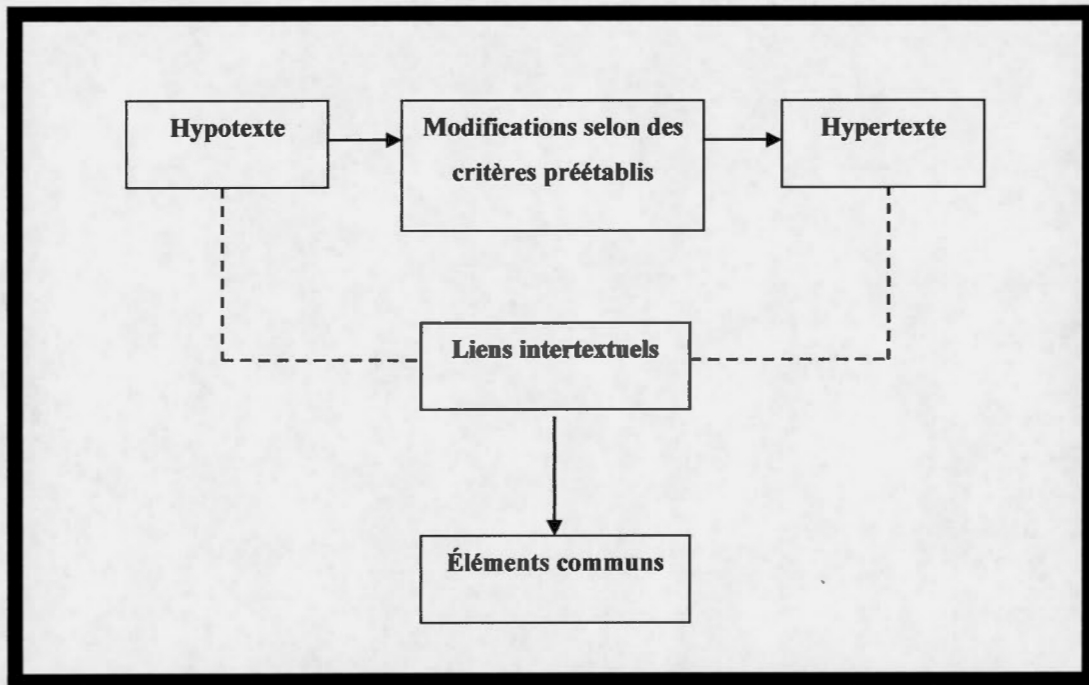 Hypotexte
Modifications selon des
critères préétablis
Hypertexte
Liens intertextuels
Éléments communs